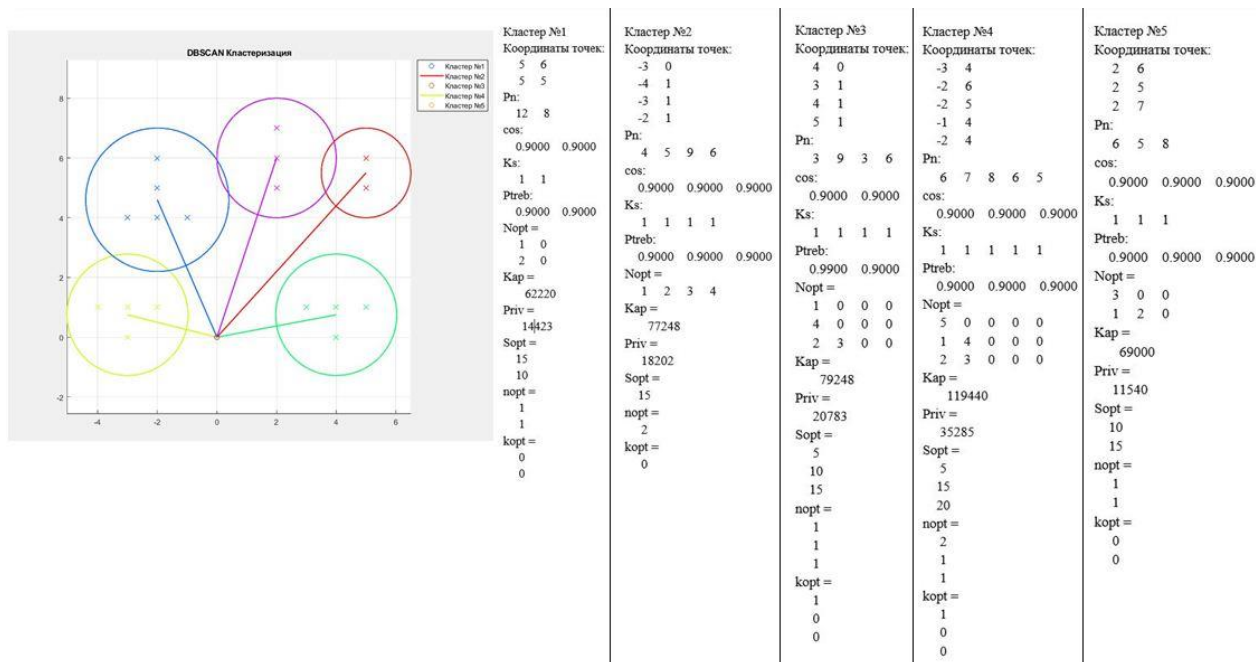 DBSCAN Кластеризация
Кластер №1
Кластер №2
Кластер №3
Кластер №4
Кластер №5
8
6
4
2
0
-2
-4 -2 0 2 4 6
Кластер №1
Координаты точек:
5 6
5 5
Pn:
12 8
cos:
0.9000 0.9000
Ks:
1 1
Ptreb:
0.9000 0.9000
Nopt =
1 0
2 0
Kap =
62220
Priv =
14423
Sopt =
15
10
nopt =
1
1
kopt =
0
0
Кластер №2
Координаты точек:
-3 0
-4 1
-3 1
-2 1
Pn:
4 5 9 6
cos:
0.9000 0.9000 0.9000
Ks:
1 1 1 1
Ptreb:
0.9000 0.9000 0.9000
Nopt =
1 2 3 4
Kap =
77248
Priv =
18202
Sopt =
15
nopt =
2
kopt =
0
Кластер №3
Координаты точек:
4 0
3 1
4 1
5 1
Pn:
3 9 3 6
cos:
0.9000 0.9000
Ks:
1 1 1 1
Ptreb:
0.9900 0.9000
Nopt =
1 0 0 0
4 0 0 0
2 3 0 0
Kap =
79248
Priv =
20783
Sopt =
5
10
15
nopt =
1
1
1
kopt =
1
0
0
Кластер №4
Координаты точек:
-3 4
-2 6
-2 5
-1 4
-2 4
Pn:
6 7 8 6 5
cos:
0.9000 0.9000 0.9000
Ks:
1 1 1 1 1
Ptreb:
0.9000 0.9000 0.9000
Nopt =
5 0 0 0 0
1 4 0 0 0
2 3 0 0 0
Kap =
119440
Priv =
35285
Sopt =
5
15
20
nopt =
2
1
1
kopt =
1
0
0
Кластер №5
Координаты точек:
2 6
2 5
2 7
Pn:
6 5 8
cos:
0.9000 0.9000 0.9000
Ks:
1 1 1
Ptreb:
0.9000 0.9000 0.9000
Nopt =
3 0 0
1 2 0
Kap =
69000
Priv =
11540
Sopt =
10
15
nopt =
1
1
kopt =
0
0